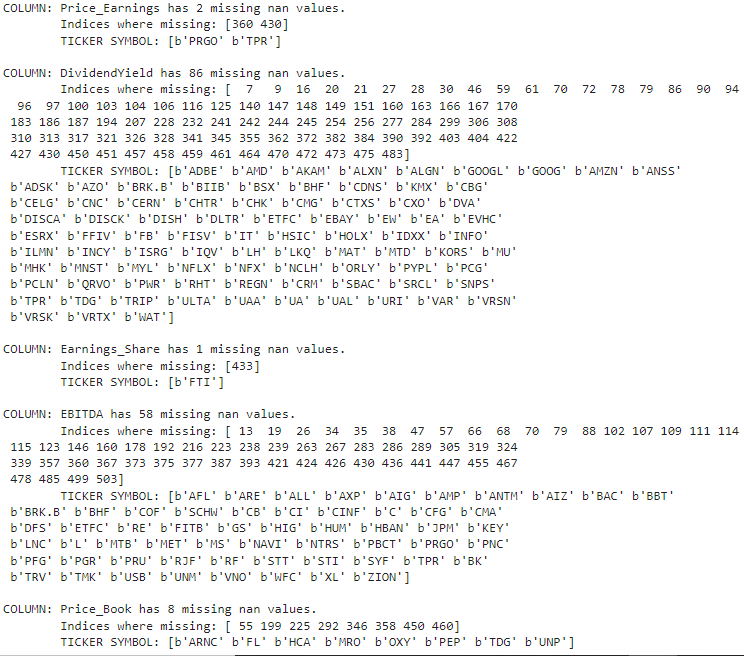 COLUMN: Price_Earnings has 2 missing nan values.
Indices where missing: [360 430]
TICKER SYMBOL: [b'PRGO' b'TPR']
COLUMN: DividendYield has 86 missing nan values.
Indices where missing: [ 7 9 16 20 21 27 28 30 46 59 61 70 72 78 79 86 90 94
96 97 100 103 104 106 116 125 140 147 148 149 151 160 163 166 167 170
183 186 187 194 207 228 232 241 242 244 245 254 256 277 284 299 306 308
310 313 317 321 326 328 341 345 355 362 372 382 384 390 392 403 404 422
427 430 450 451 457 458 459 461 464 470 472 473 475 483]
TICKER SYMBOL: [b'ADBE' b'AMD' b'AKAM' b'ALXN' b'ALGN' b'GOOGL' b'GOOG' b'AMZN' b'ANSS'
b'ADSK' b'AZO' b'BRK.B' b'BIIB' b'BSX' b'BHF' b'CDNS' b'KMX' b'CBG'
b'CELG' b'CNC' b'CERN' b'CHTR' b'CHK' b'CMG' b'CTXS' b'CXO' b'DVA'
b'DISCA' b'DISCK' b'DISH' b'DLTR' b'ETFC' b'EBAY' b'EW' b'EA' b'EVHC'
b'ESRX' b'FFIV' b'FB' b'FISV' b'IT' b'HSIC' b'HOLX' b'IDXX' b'INFO'
b'ILMN' b'INCY' b'ISRG' b'IQV' b'LH' b'LKQ' b'MAT' b'MTD' b'KORS' b'MU'
b'MHK' b'MNST' b'MYL' b'NFLX' b'NFX' b'NCLH' b'ORLY' b'PYPL' b'PCG'
b'PCLN' b'QRVO' b'PWR' b'RHT' b'REGN' b'CRM' b'SBAC' b'SRCL' b'SNPS'
b'TPR' b'TDG' b'TRIP' b'ULTA' b'UAA' b'UA' b'UAL' b'URI' b'VAR' b'VRSN'
b'VRSK' b'VRTX' b'WAT']
COLUMN: Earnings_Share has 1 missing nan values.
Indices where missing: [433]
TICKER SYMBOL: [b'FTI']
COLUMN: EBITDA has 58 missing nan values.
Indices where missing: [ 13 19 26 34 35 38 47 57 66 68 70 79 88 102 107 109 111 114
115 123 146 160 178 192 216 223 238 239 263 267 283 286 289 305 319 324
339 357 360 367 373 375 377 387 393 421 424 426 430 436 441 447 455 467
478 485 499 503]
TICKER SYMBOL: [b'AFL' b'ARE' b'ALL' b'AXP' b'AIG' b'AMP' b'ANTM' b'AIZ' b'BAC' b'BBT'
b'BRK.B' b'BHF' b'COF' b'SCHW' b'CB' b'CI' b'CINF' b'C' b'CFG' b'CMA'
b'DFS' b'ETFC' b'RE' b'FITB' b'GS' b'HIG' b'HUM' b'HBAN' b'JPM' b'KEY'
b'LNC' b'L' b'MTB' b'MET' b'MS' b'NAVI' b'NTRS' b'PBCT' b'PRGO' b'PNC'
b'PFG' b'PGR' b'PRU' b'RJF' b'RF' b'STT' b'STI' b'SYF' b'TPR' b'BK'
b'TRV' b'TMK' b'USB' b'UNM' b'VNO' b'WFC' b'XL' b'ZION']
COLUMN: Price_Book has 8 missing nan values.
Indices where missing: [ 55 199 225 292 346 358 450 460]
TICKER SYMBOL: [b'ARNC' b'FL' b'HCA' b'MRO' b'OXY' b'PEP' b'TDG' b'UNP']